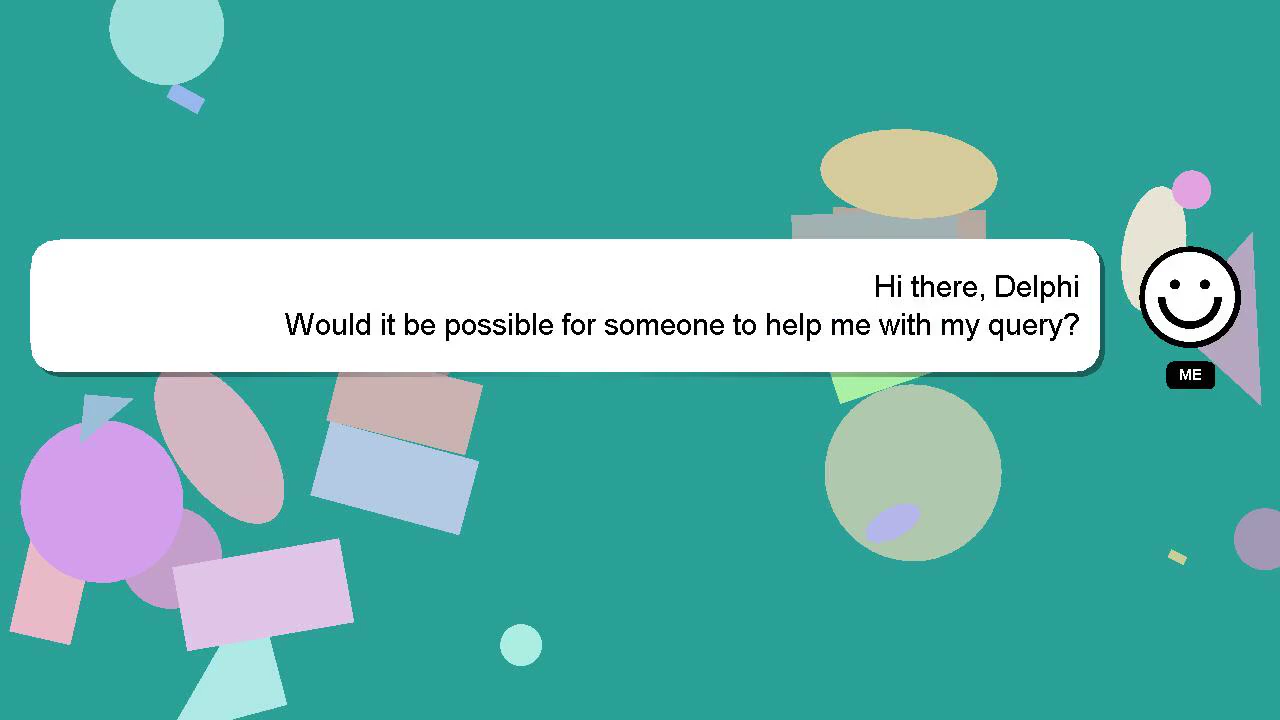 Hi there, Delphi
Would it be possible for someone to help me with my query?
ME